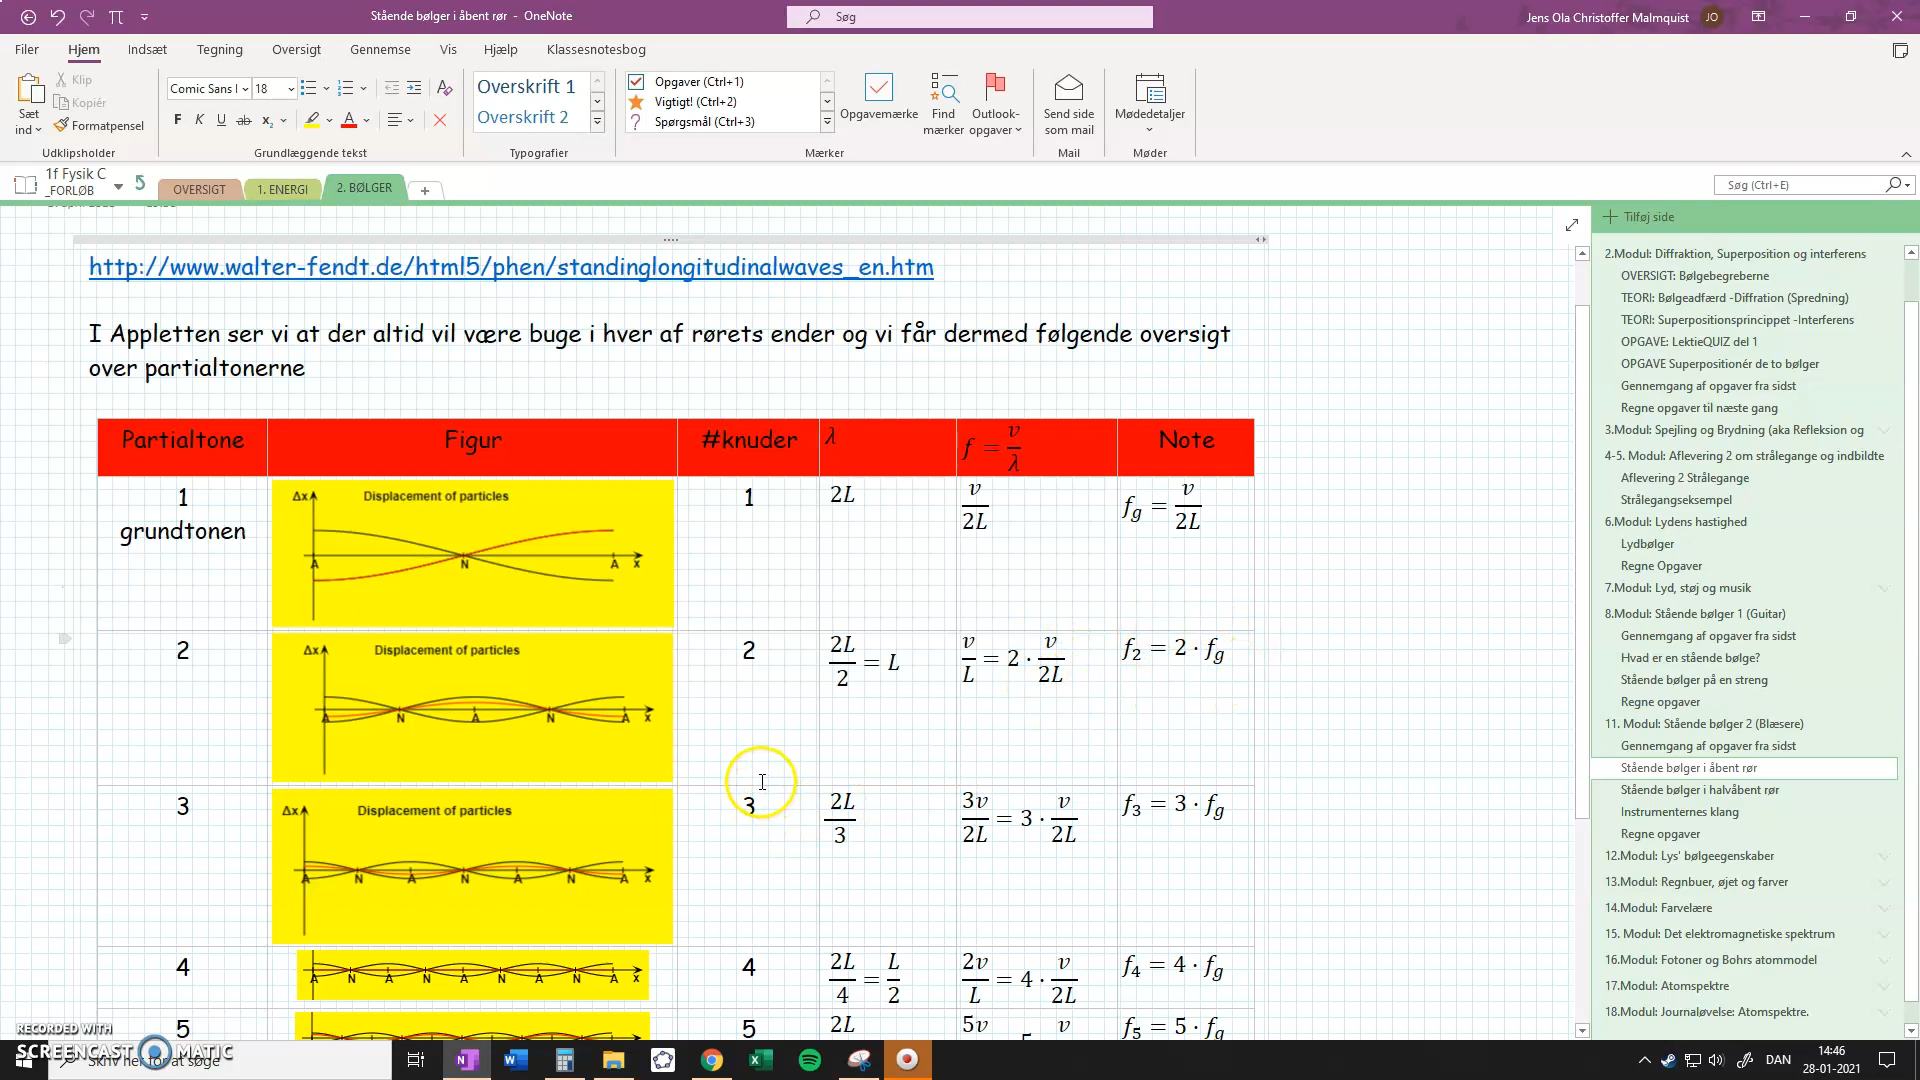 Stående bølger i åbent rør - OneNote
Søg
Jens Ola Christoffer Malmquist
JO
Filer Hjem Indsæt Tegning Oversigt Gennemse Vis Hjælp Klassesnotesbog
Sæt ind
Klip
Kopiér
Formatpensel
Udklipsholder
Comic Sans 18
Grundlæggende tekst
Overskrift 1
Overskrift 2
Typografier
Opgaver (Ctrl+1)
Vigtigt! (Ctrl+2)
Spørgsmål (Ctrl+3)
Opgavemærke
Find mærker
Outlook-opgaver
Mærker
Send side som mail
Mail
Mødedetaljer
Møder
1f Fysik C _FORLØB
OVERSIGT 1. ENERGI 2. BØLGER
Søg (Ctrl+E)
http://www.walter-fendt.de/html5/phen/standinglongitudinalwaves_en.htm
I Appletten ser vi at der altid vil være buge i hver af rørets ender og vi får dermed følgende oversigt
over partialtonerne
Partialtone Figur #knuder λ f = v/λ Note
1 grundtonen
Δx Displacement of particles
A N A x
1 2L v/2L f_g = v/2L
2
Δx Displacement of particles
A N A N A x
2 2L/2 = L v/L = 2 · v/2L f_2 = 2 · f_g
3
Δx Displacement of particles
A N A N A N A x
3 2L/3 3v/2L = 3 · v/2L f_3 = 3 · f_g
4
A N A N A N A N A x
4 2L/4 = L/2 2v/L = 4 · v/2L f_4 = 4 · f_g
5 5 2L 5v 5 v f_5 = 5 · f_g
Tilføj side
2.Modul: Diffraktion, Superposition og interferens
OVERSIGT: Bølgebegreberne
TEORI: Bølgeadfærd -Diffration (Spredning)
TEORI: Superpositionsprincippet -Interferens
OPGAVE: LektieQUIZ del 1
OPGAVE Superpositionér de to bølger
Gennemgang af opgaver fra sidst
Regne opgaver til næste gang
3.Modul: Spejling og Brydning (aka Refleksion og
4-5. Modul: Aflevering 2 om strålegange og indbildte
Aflevering 2 Strålegange
Strålegangseksempel
6.Modul: Lydens hastighed
Lydbølger
Regne Opgaver
7.Modul: Lyd, støj og musik
8.Modul: Stående bølger 1 (Guitar)
Gennemgang af opgaver fra sidst
Hvad er en stående bølge?
Stående bølger på en streng
Regne opgaver
11. Modul: Stående bølger 2 (Blæsere)
Gennemgang af opgaver fra sidst
Stående bølger i åbent rør
Stående bølger i halvåbent rør
Instrumenternes klang
Regne opgaver
12.Modul: Lys' bølgeegenskaber
13.Modul: Regnbuer, øjet og farver
14.Modul: Farvelære
15. Modul: Det elektromagnetiske spektrum
16.Modul: Fotoner og Bohrs atommodel
17.Modul: Atomspektre
18.Modul: Journaløvelse: Atomspektre.
RECORDED WITH
SCREENCAST MATIC
Skriv her for at søge
DAN
14:46
28-01-2021